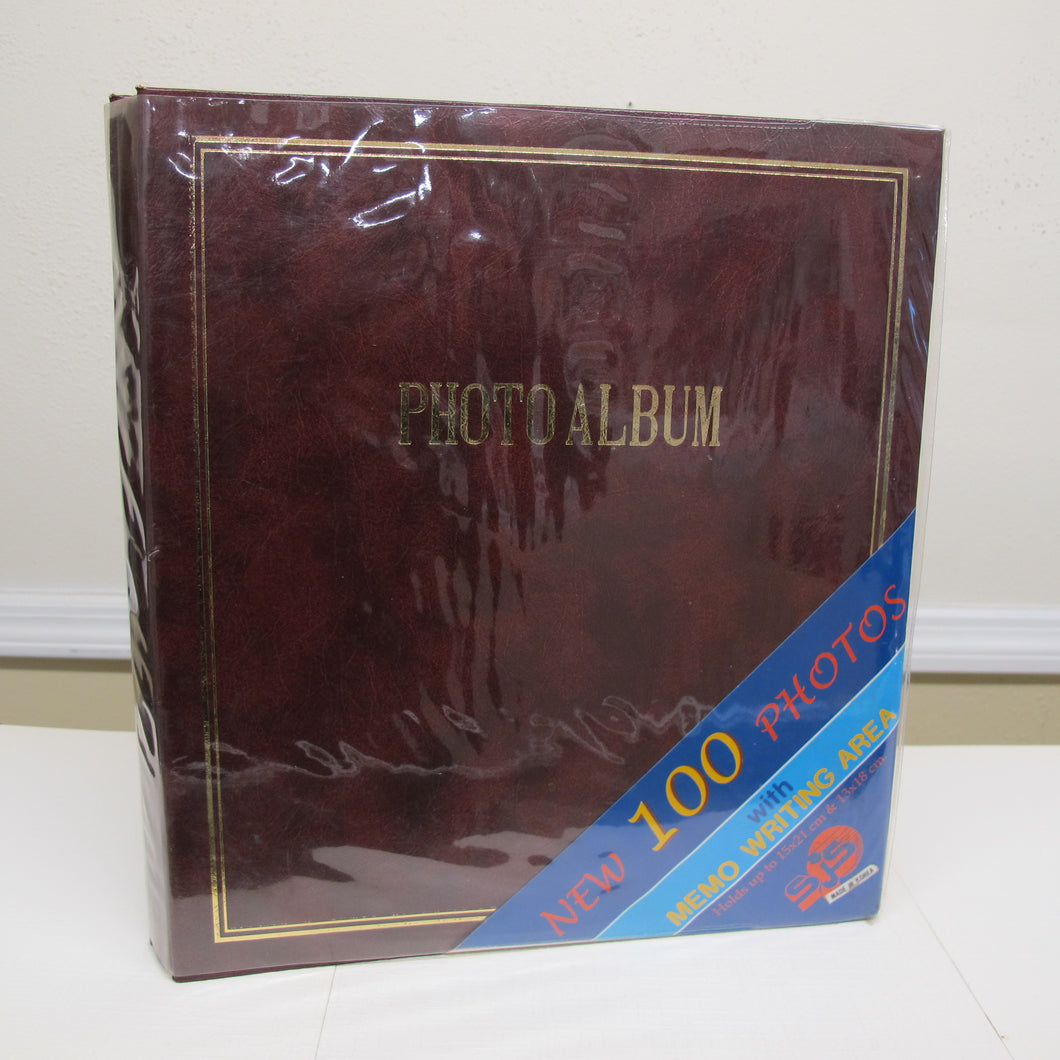 PHOTO ALBUM
NEW 100 PHOTOS
with
MEMO WRITING AREA
Holds up to 15x21 cm & 13x18 cm
SJS
MADE IN KOREA